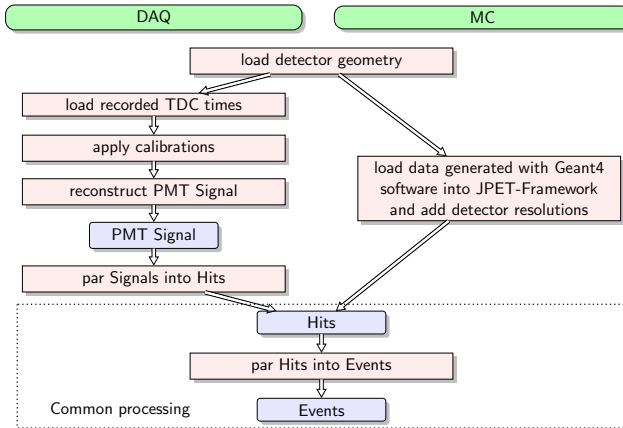 DAQ
MC
load detector geometry
load recorded TDC times
apply calibrations
reconstruct PMT Signal
PMT Signal
par Signals into Hits
load data generated with Geant4
software into JPET-Framework
and add detector resolutions
Hits
par Hits into Events
Events
Common processing